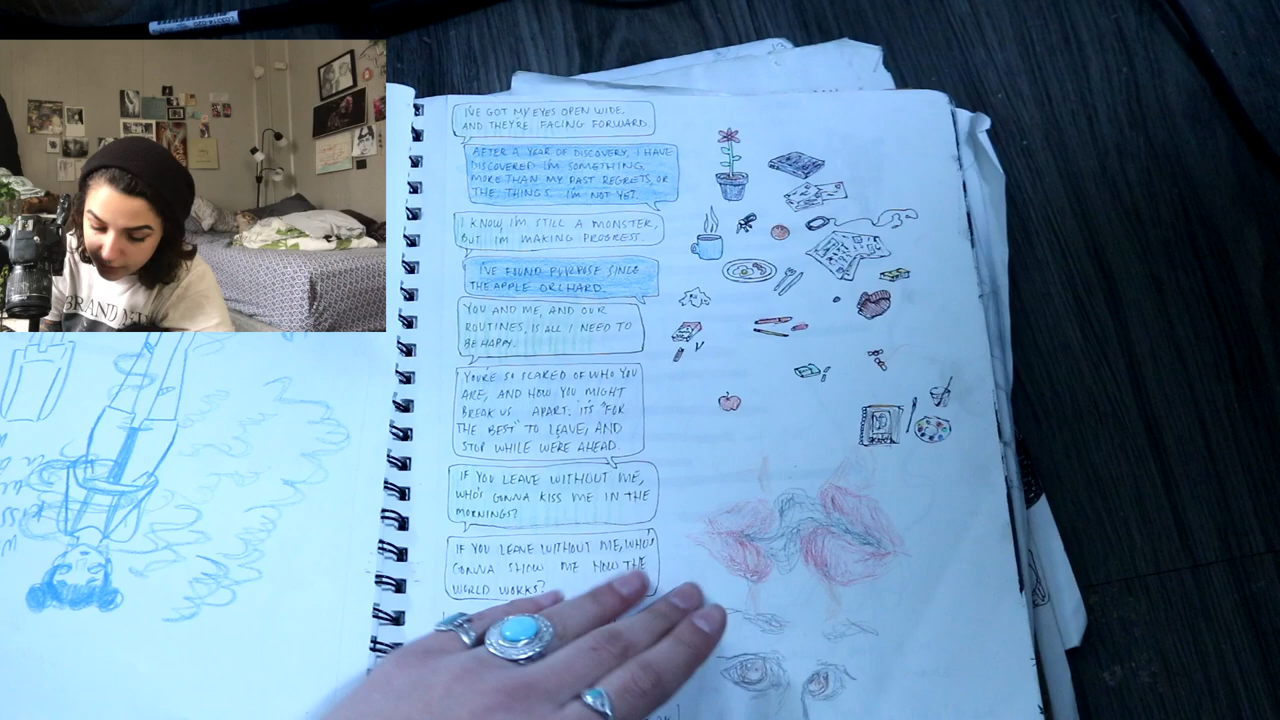 I'VE GOT MY EYES OPEN WIDE,
AND THEY'RE FACING FORWARD.
AFTER A YEAR OF DISCOVERY, I HAVE
DISCOVERED I'M SOMETHING
MORE THAN MY PAST REGRETS, OR
THE THINGS I'M NOT YET.
I KNOW I'M STILL A MONSTER,
BUT I'M MAKING PROGRESS.
I'VE FOUND PURPOSE SINCE
THE APPLE ORCHARD.
YOU AND ME, AND OUR
ROUTINES, IS ALL I NEED TO
BE HAPPY.
YOU'RE SO SCARED OF WHO YOU
ARE, AND HOW YOU MIGHT
BREAK US APART. IT'S "FOR
THE BEST" TO LEAVE, AND
STOP WHILE WE'RE AHEAD.
IF YOU LEAVE WITHOUT ME,
WHO'S GONNA KISS ME IN THE
MORNINGS?
IF YOU LEAVE WITHOUT ME, WHO'S
GONNA SHOW ME HOW THE
WORLD WORKS?